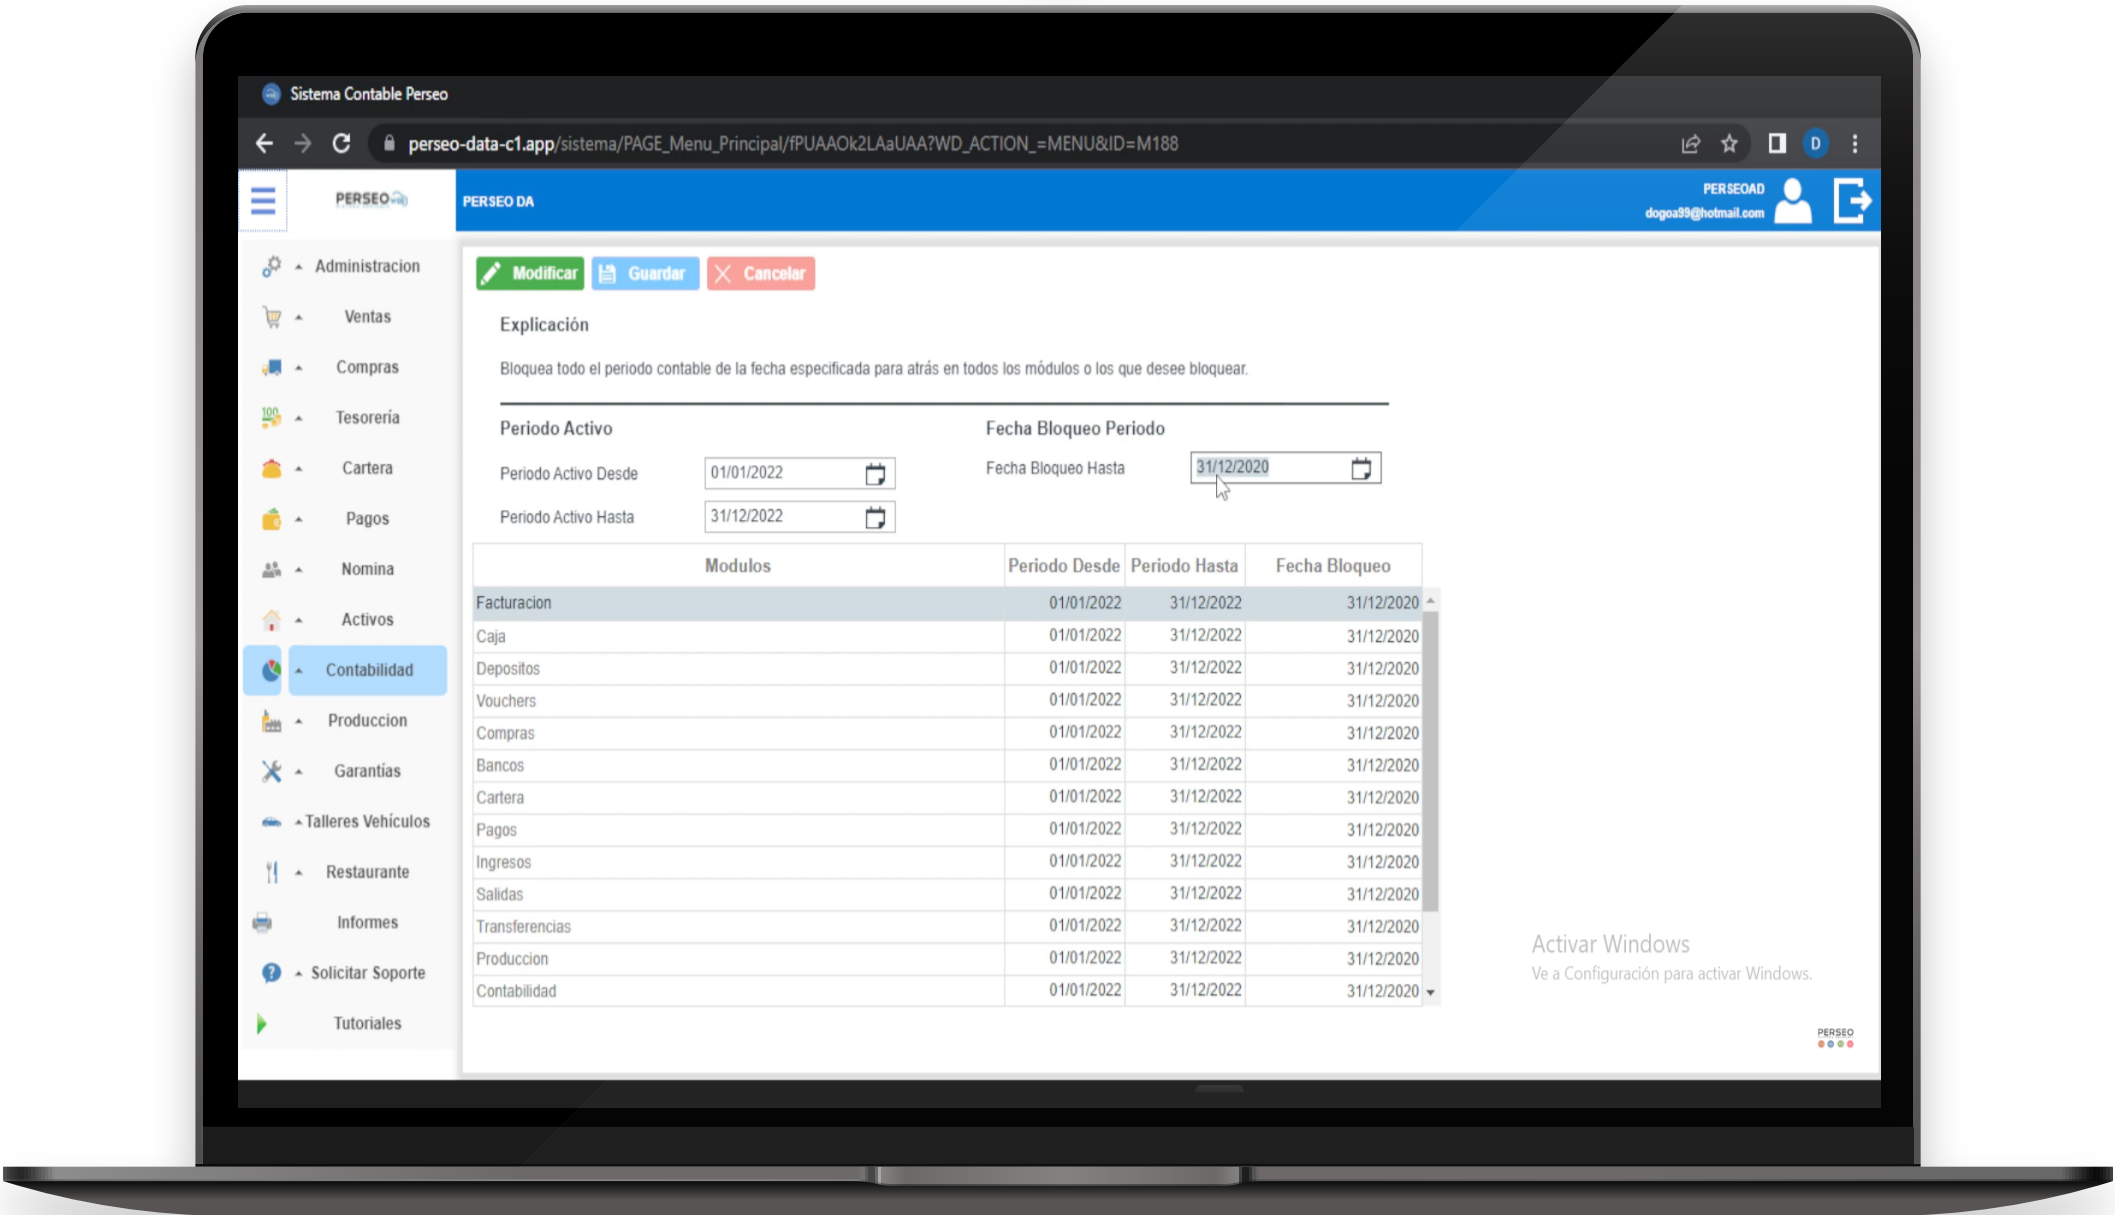 Sistema Contable Perseo
perseo-data-c1.app/sistema/PAGE_Menu_Principal/fPUAAOk2LAaUAA?WD_ACTION_=MENU&ID=M188
D
PERSEO
PERSEO DA
PERSEOAD
dogoa99@hotmail.com
Administracion
Ventas
Compras
Tesorería
Cartera
Pagos
Nomina
Activos
Contabilidad
Produccion
Garantías
Talleres Vehículos
Restaurante
Informes
Solicitar Soporte
Tutoriales
Modificar Guardar Cancelar
Explicación
Bloquea todo el periodo contable de la fecha especificada para atrás en todos los módulos o los que desee bloquear.
Periodo Activo Fecha Bloqueo Periodo
Periodo Activo Desde 01/01/2022 Fecha Bloqueo Hasta 31/12/2020
Periodo Activo Hasta 31/12/2022
Modulos Periodo Desde Periodo Hasta Fecha Bloqueo
Facturacion 01/01/2022 31/12/2022 31/12/2020
Caja 01/01/2022 31/12/2022 31/12/2020
Depositos 01/01/2022 31/12/2022 31/12/2020
Vouchers 01/01/2022 31/12/2022 31/12/2020
Compras 01/01/2022 31/12/2022 31/12/2020
Bancos 01/01/2022 31/12/2022 31/12/2020
Cartera 01/01/2022 31/12/2022 31/12/2020
Pagos 01/01/2022 31/12/2022 31/12/2020
Ingresos 01/01/2022 31/12/2022 31/12/2020
Salidas 01/01/2022 31/12/2022 31/12/2020
Transferencias 01/01/2022 31/12/2022 31/12/2020
Produccion 01/01/2022 31/12/2022 31/12/2020
Contabilidad 01/01/2022 31/12/2022 31/12/2020
Activar Windows
Ve a Configuración para activar Windows.
PERSEO